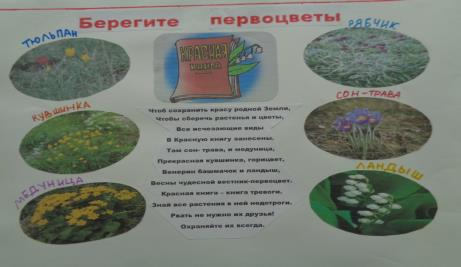 Берегите первоцветы
ТЮЛЬПАН
КРАСНАЯ
КНИГА
РЯБЧИК
КУВШИНКА
СОН-ТРАВА
МЕДУНИЦА
ЛАНДЫШ
Чтоб сохранить красу родной Земли,
Чтобы сберечь растенья и цветы,
Все исчезающие виды
В Красную книгу занесены.
Там сон- трава, и медуница,
Прекрасная кувшинка, горицвет,
Венерин башмачок и ландыш,
Весны чудесной вестник-первоцвет.
Красная книга – книга тревоги.
Знай все растения в ней недотроги.
Рвать не нужно их друзья!
Охраняйте их всегда.